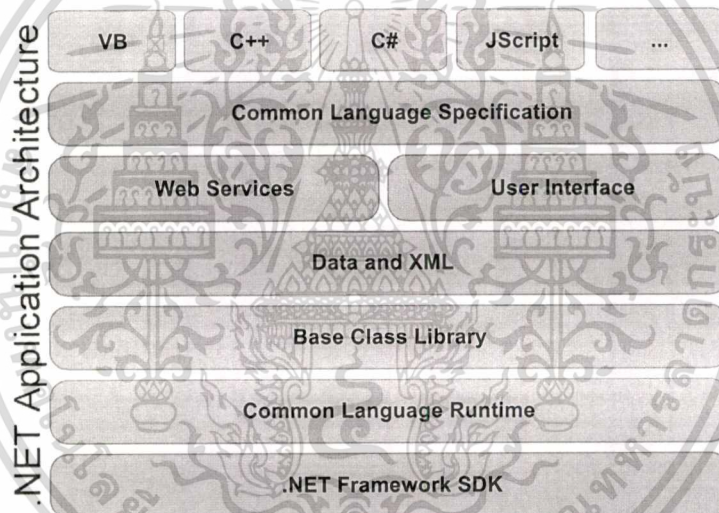 .NET Application Architecture
VB C++ C# JScript ...
Common Language Specification
Web Services User Interface
Data and XML
Base Class Library
Common Language Runtime
.NET Framework SDK